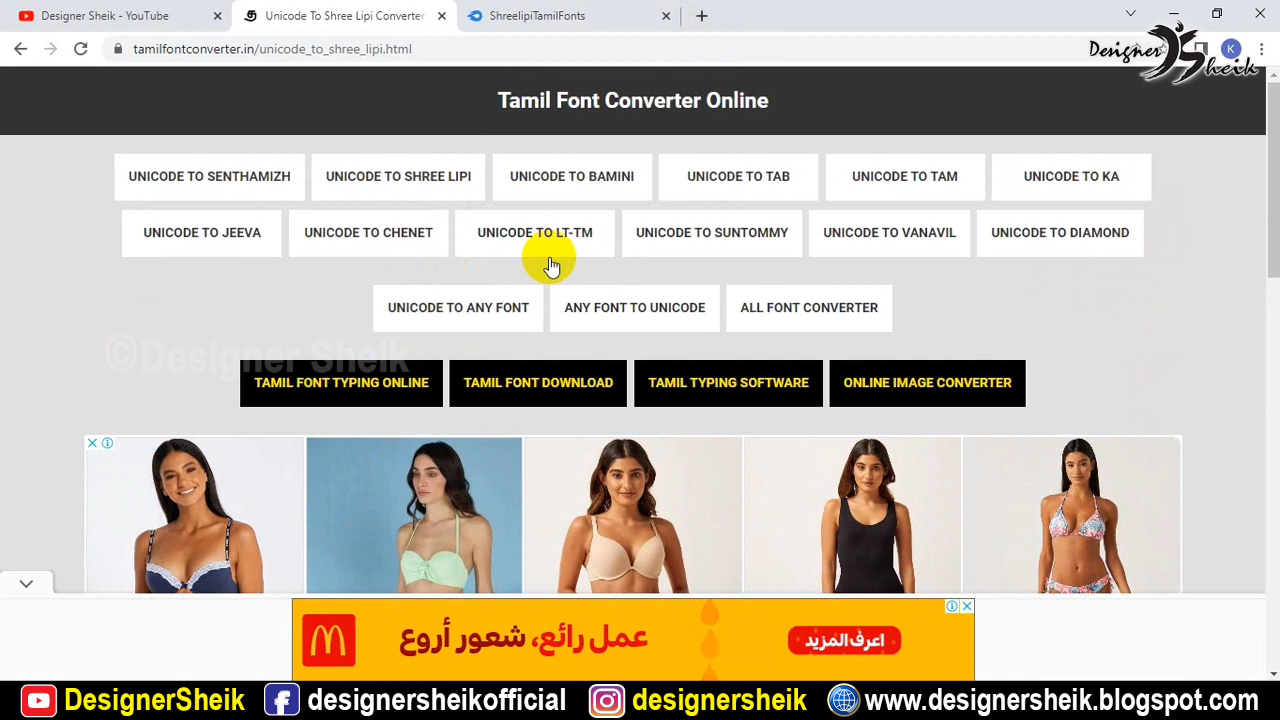 Designer Sheik - YouTube
Unicode To Shree Lipi Converter
ShreelipiTamilFonts
tamilfontconverter.in/unicode_to_shree_lipi.html
K
Designer Sheik
Tamil Font Converter Online
UNICODE TO SENTHAMIZH UNICODE TO SHREE LIPI UNICODE TO BAMINI UNICODE TO TAB UNICODE TO TAM UNICODE TO KA
UNICODE TO JEEVA UNICODE TO CHENET UNICODE TO LT-TM UNICODE TO SUNTOMMY UNICODE TO VANAVIL UNICODE TO DIAMOND
UNICODE TO ANY FONT ANY FONT TO UNICODE ALL FONT CONVERTER
©Designer Sheik
TAMIL FONT TYPING ONLINE TAMIL FONT DOWNLOAD TAMIL TYPING SOFTWARE ONLINE IMAGE CONVERTER
عمل رائع، شعور أروع
اعرف المزيد
DesignerSheik designersheikofficial designersheik www.designersheik.blogspot.com